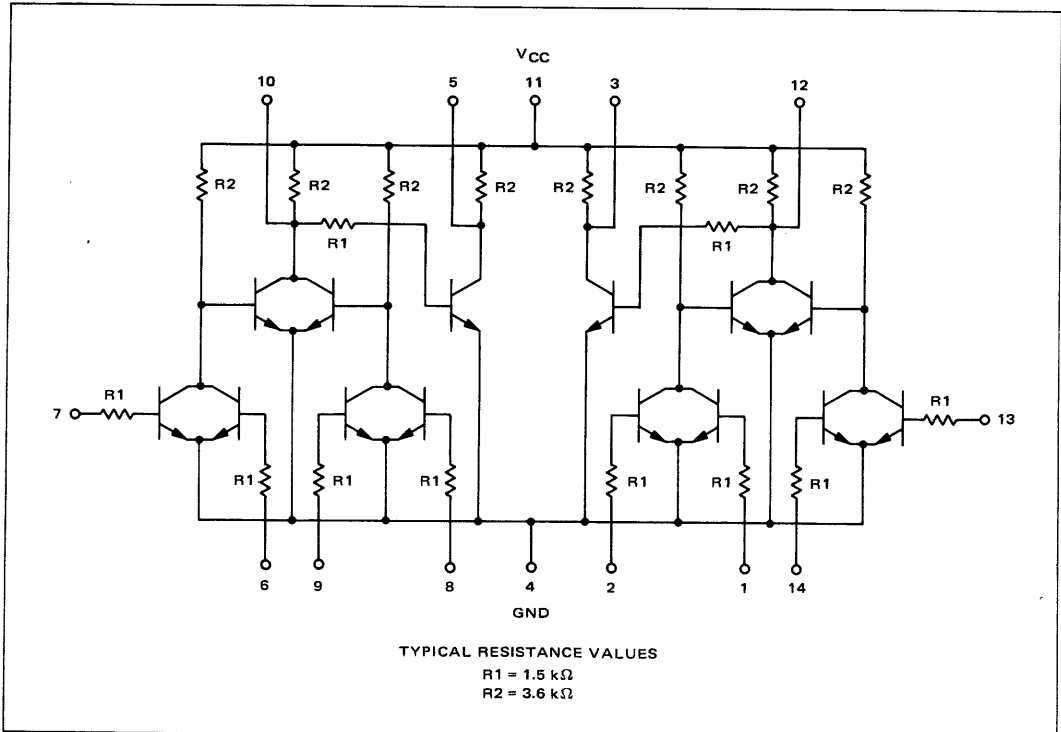 VCC
10 5 11 3 12
R2 R2 R2 R2 R2 R2 R2 R2
R1 R1
R1 R1
7 13
R1 R1 R1 R1 R1 R1
6 9 8 4 2 1 14
GND
TYPICAL RESISTANCE VALUES
R1 = 1.5 kΩ
R2 = 3.6 kΩ